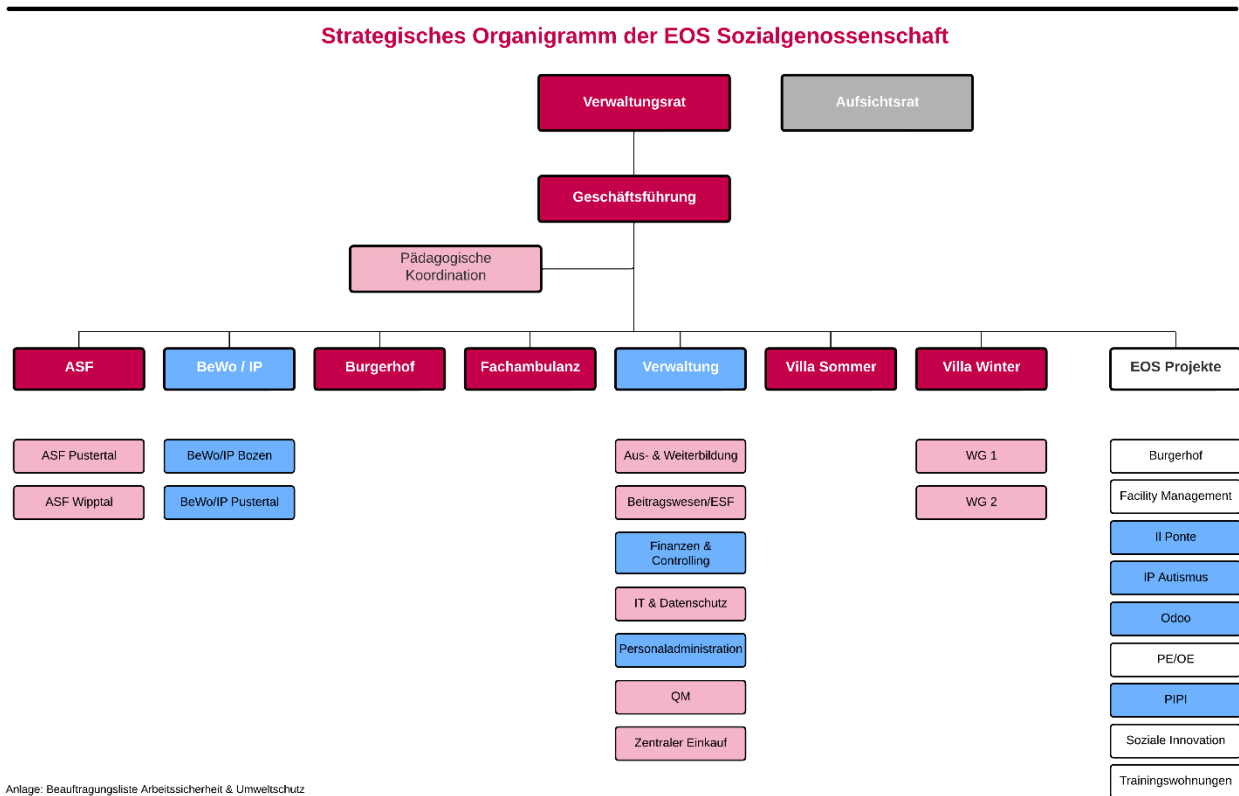 Strategisches Organigramm der EOS Sozialgenossenschaft
Verwaltungsrat
Aufsichtsrat
Geschäftsführung
Pädagogische
Koordination
ASF
BeWo / IP
Burgerhof
Fachambulanz
Verwaltung
Villa Sommer
Villa Winter
EOS Projekte
ASF Pustertal
ASF Wipptal
BeWo/IP Bozen
BeWo/IP Pustertal
Aus- & Weiterbildung
Beitragswesen/ESF
Finanzen &
Controlling
IT & Datenschutz
Personaladministration
QM
Zentraler Einkauf
WG 1
WG 2
Burgerhof
Facility Management
Il Ponte
IP Autismus
Odoo
PE/OE
PIPI
Soziale Innovation
Trainingswohnungen
Anlage: Beauftragungsliste Arbeitssicherheit & Umweltschutz